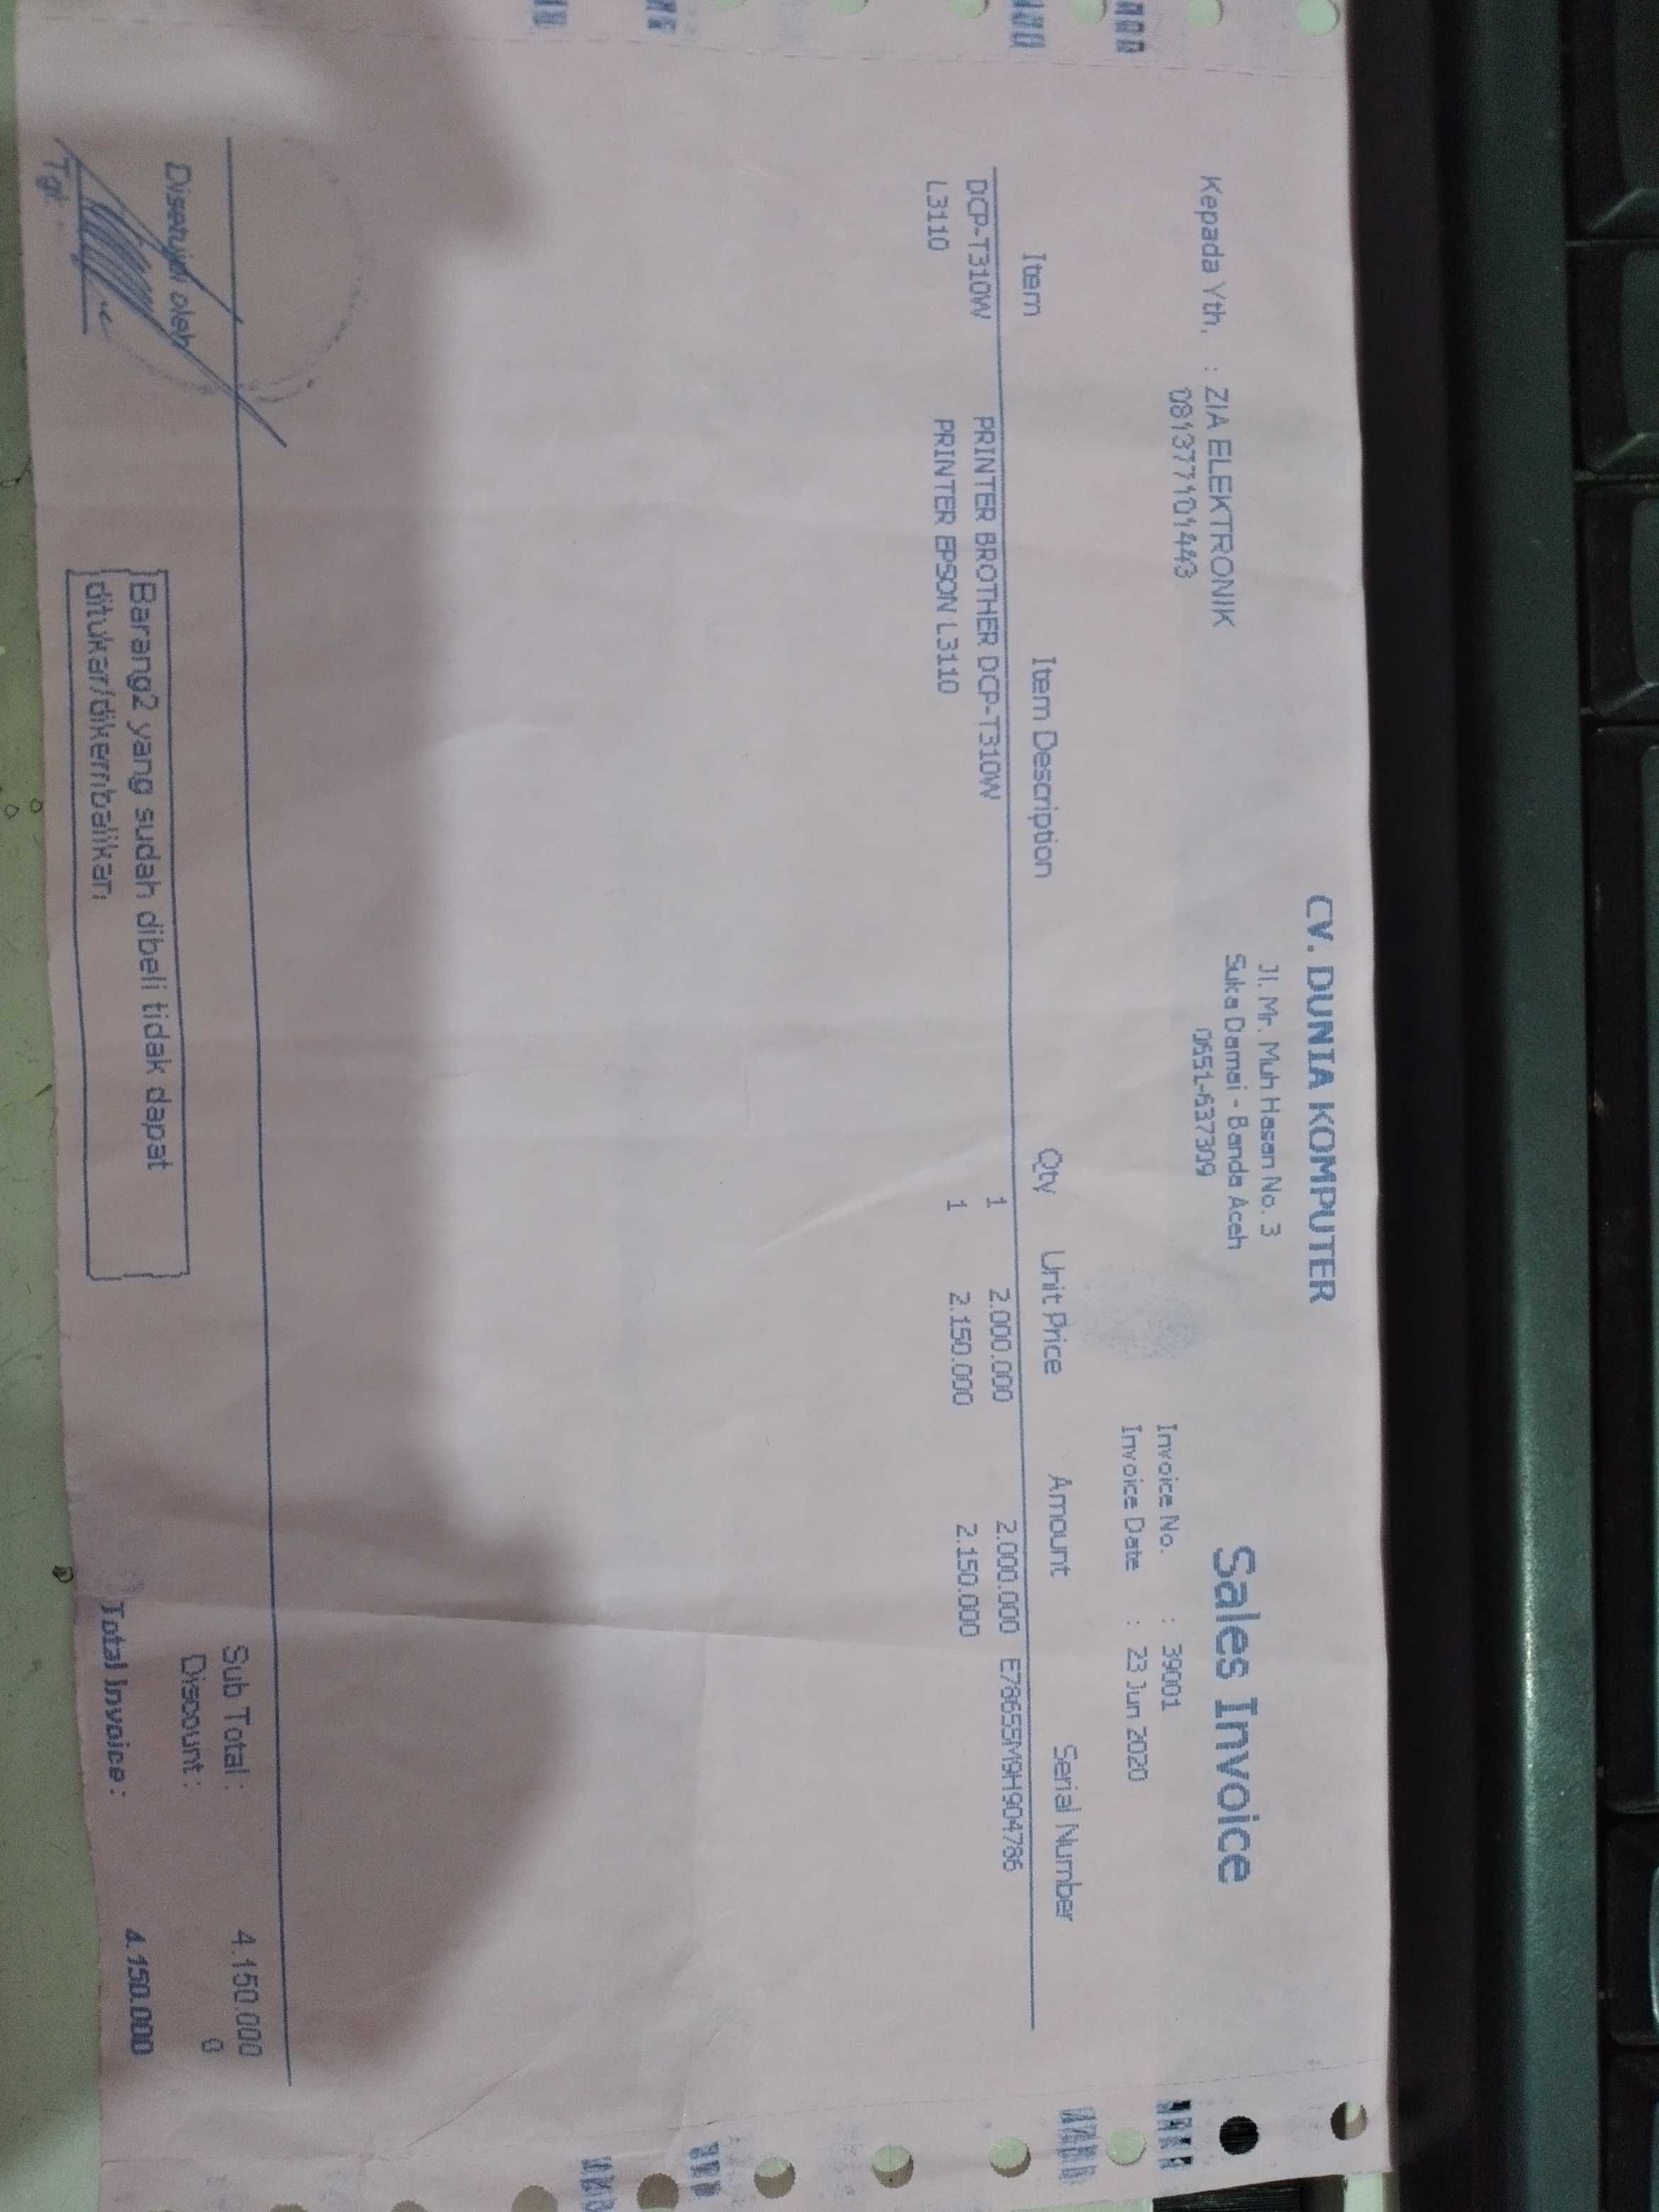 CV. DUNIA KOMPUTER
Jl. Mr. Muh Hasan No. 3
Suka Damai - Banda Aceh
0651-637309
Sales Invoice
Kepada Yth. : ZIA ELEKTRONIK
081377101443
Invoice No. : 39001
Invoice Date : 23 Jun 2020
Item Item Description Qty Unit Price Amount Serial Number
DCP-T310W PRINTER BROTHER DCP-T310W 1 2.000.000 2.000.000 E78655M9H904786
L3110 PRINTER EPSON L3110 1 2.150.000 2.150.000
Sub Total : 4.150.000
Discount : 0
Total Invoice : 4.150.000
Disetujui oleh
Tgl.
Barang2 yang sudah dibeli tidak dapat
ditukar/dikembalikan